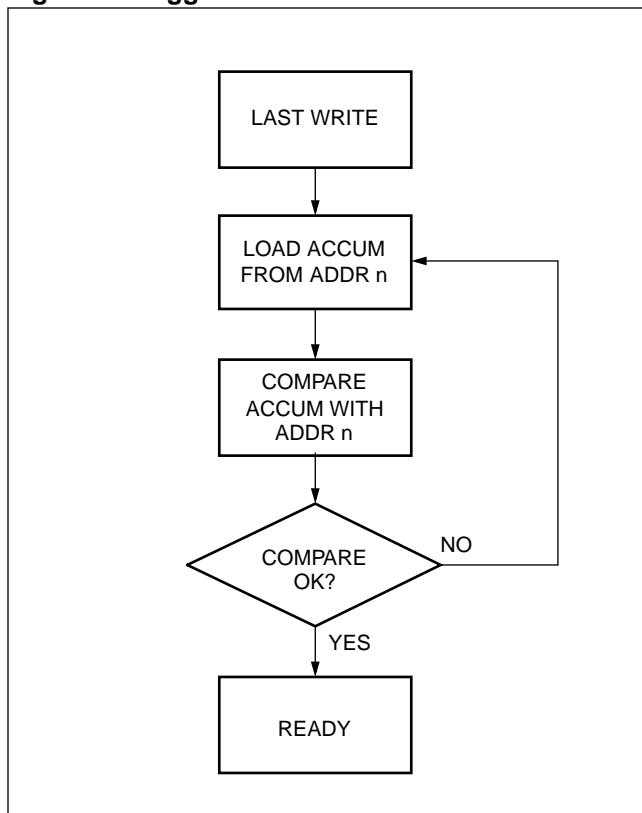 LAST WRITE
LOAD ACCUM
FROM ADDR n
COMPARE
ACCUM WITH
ADDR n
COMPARE
OK?
NO
YES
READY